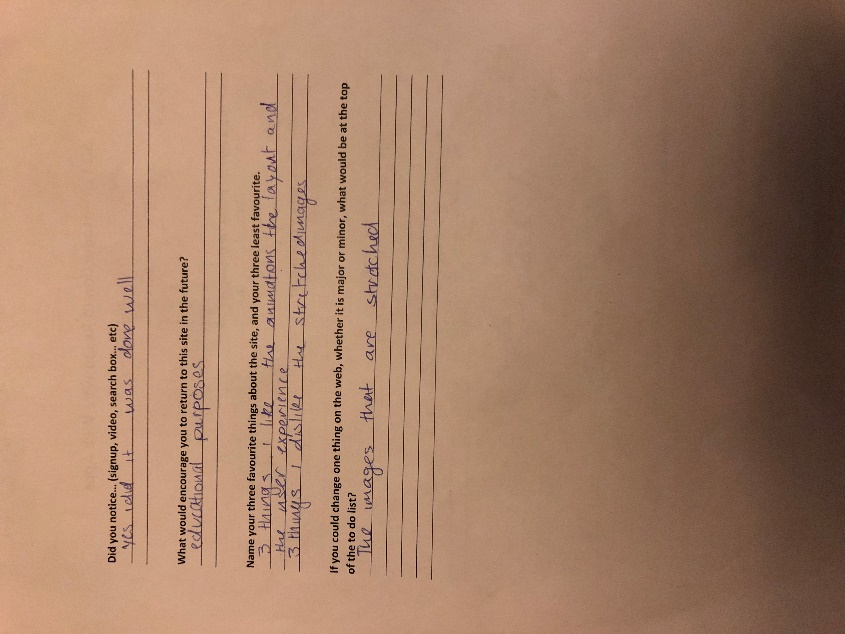 Did you notice... (signup, video, search box... etc)
yes i did it was done well
What would encourage you to return to this site in the future?
educational purposes
Name your three favourite things about the site, and your three least favourite.
3 things i like the animations the layout and
the user experience
3 things i dislike the stretched images
If you could change one thing on the web, whether it is major or minor, what would be at the top
of the to do list?
The images that are stretched